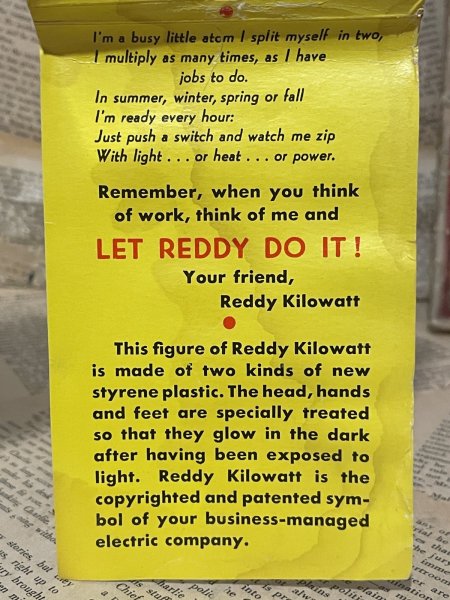 I'm a busy little atom I split myself in two,
I multiply as many times, as I have
jobs to do.
In summer, winter, spring or fall
I'm ready every hour:
Just push a switch and watch me zip
With light . . . or heat . . . or power.
Remember, when you think
of work, think of me and
LET REDDY DO IT!
Your friend,
Reddy Kilowatt
This figure of Reddy Kilowatt
is made of two kinds of new
styrene plastic. The head, hands
and feet are specially treated
so that they glow in the dark
after having been exposed to
light. Reddy Kilowatt is the
copyrighted and patented sym-
bol of your business-managed
electric company.